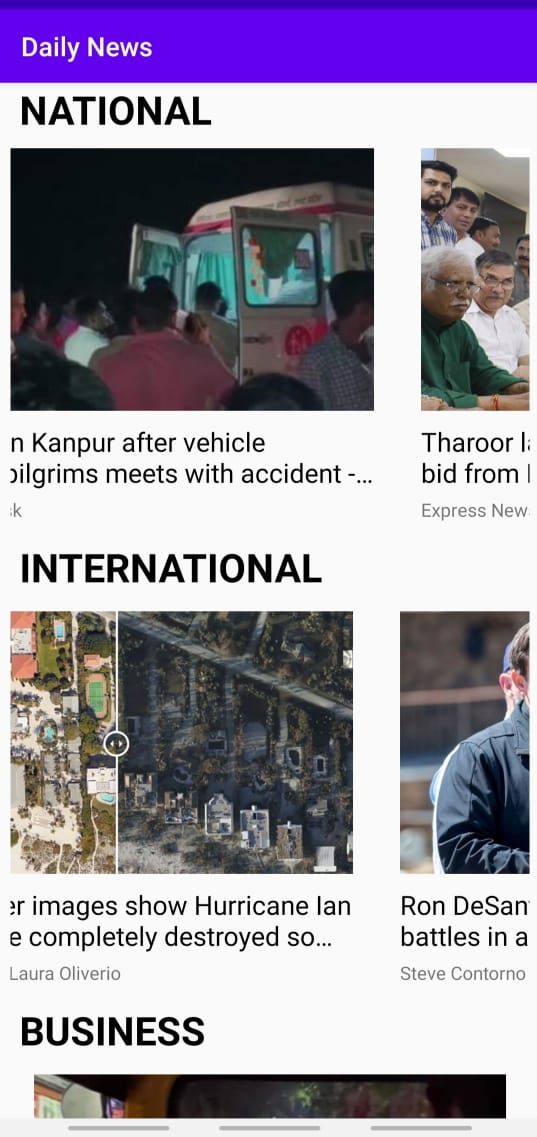 Daily News
NATIONAL
n Kanpur after vehicle
pilgrims meets with accident -...
sk
Tharoor la
bid from
Express New
INTERNATIONAL
er images show Hurricane Ian
e completely destroyed so...
Laura Oliverio
Ron DeSan
battles in a
Steve Contorno
BUSINESS